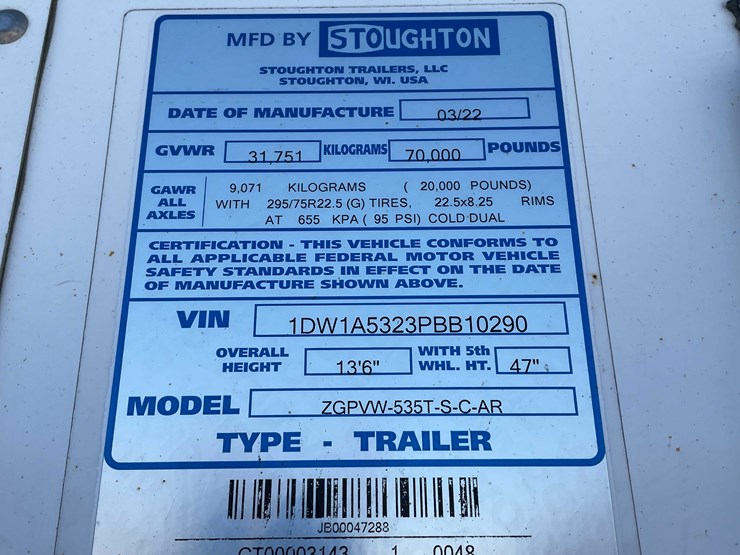 MFD BY STOUGHTON
STOUGHTON TRAILERS, LLC
STOUGHTON, WI. USA
DATE OF MANUFACTURE 03/22
GVWR 31,751 KILOGRAMS 70,000 POUNDS
GAWR ALL AXLES
9,071 KILOGRAMS ( 20,000 POUNDS)
WITH 295/75R22.5 (G) TIRES, 22.5x8.25 RIMS
AT 655 KPA ( 95 PSI) COLD DUAL
CERTIFICATION - THIS VEHICLE CONFORMS TO
ALL APPLICABLE FEDERAL MOTOR VEHICLE
SAFETY STANDARDS IN EFFECT ON THE DATE
OF MANUFACTURE SHOWN ABOVE.
VIN 1DW1A5323PBB10290
OVERALL HEIGHT 13'6" WITH 5th WHL. HT. 47"
MODEL ZGPVW-535T-S-C-AR
TYPE - TRAILER
JB00047288
CT00003143 1 0048